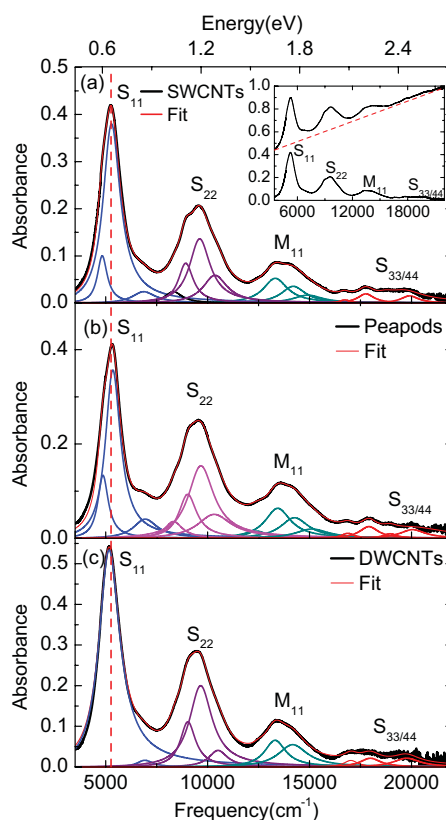 Energy(eV)
0.6 1.2 1.8 2.4
(a)
S11
SWCNTs
Fit
S22
M11
S33/44
Absorbance
0.5
0.4
0.3
0.2
0.1
0.0
1.0
0.8
0.6
0.4
0.2
0.0
S11
S22
M11
S33/44
6000 12000 18000
(b)
S11
Peapods
Fit
S22
M11
S33/44
Absorbance
0.4
0.2
0.0
(c)
S11
DWCNTs
Fit
S22
M11
S33/44
Absorbance
0.5
0.4
0.3
0.2
0.1
0.0
5000 10000 15000 20000
Frequency(cm-1)